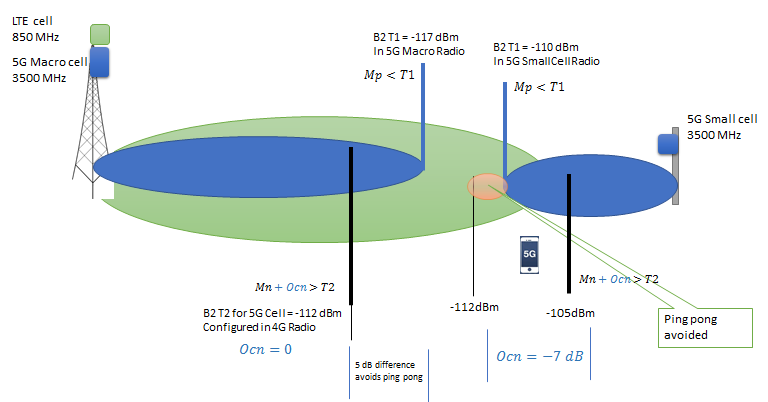 LTE cell
850 MHz
5G Macro cell
3500 MHz
B2 T1 = -117 dBm
In 5G Macro Radio
Mp < T1
B2 T1 = -110 dBm
In 5G SmallCell Radio
Mp < T1
5G Small cell
3500 MHz
5G
Mn + Ocn > T2
B2 T2 for 5G Cell = -112 dBm
Configured in 4G Radio
Ocn = 0
5 dB difference
avoids ping pong
-112dBm
Mn + Ocn > T2
-105dBm
Ocn = −7 dB
Ping pong
avoided